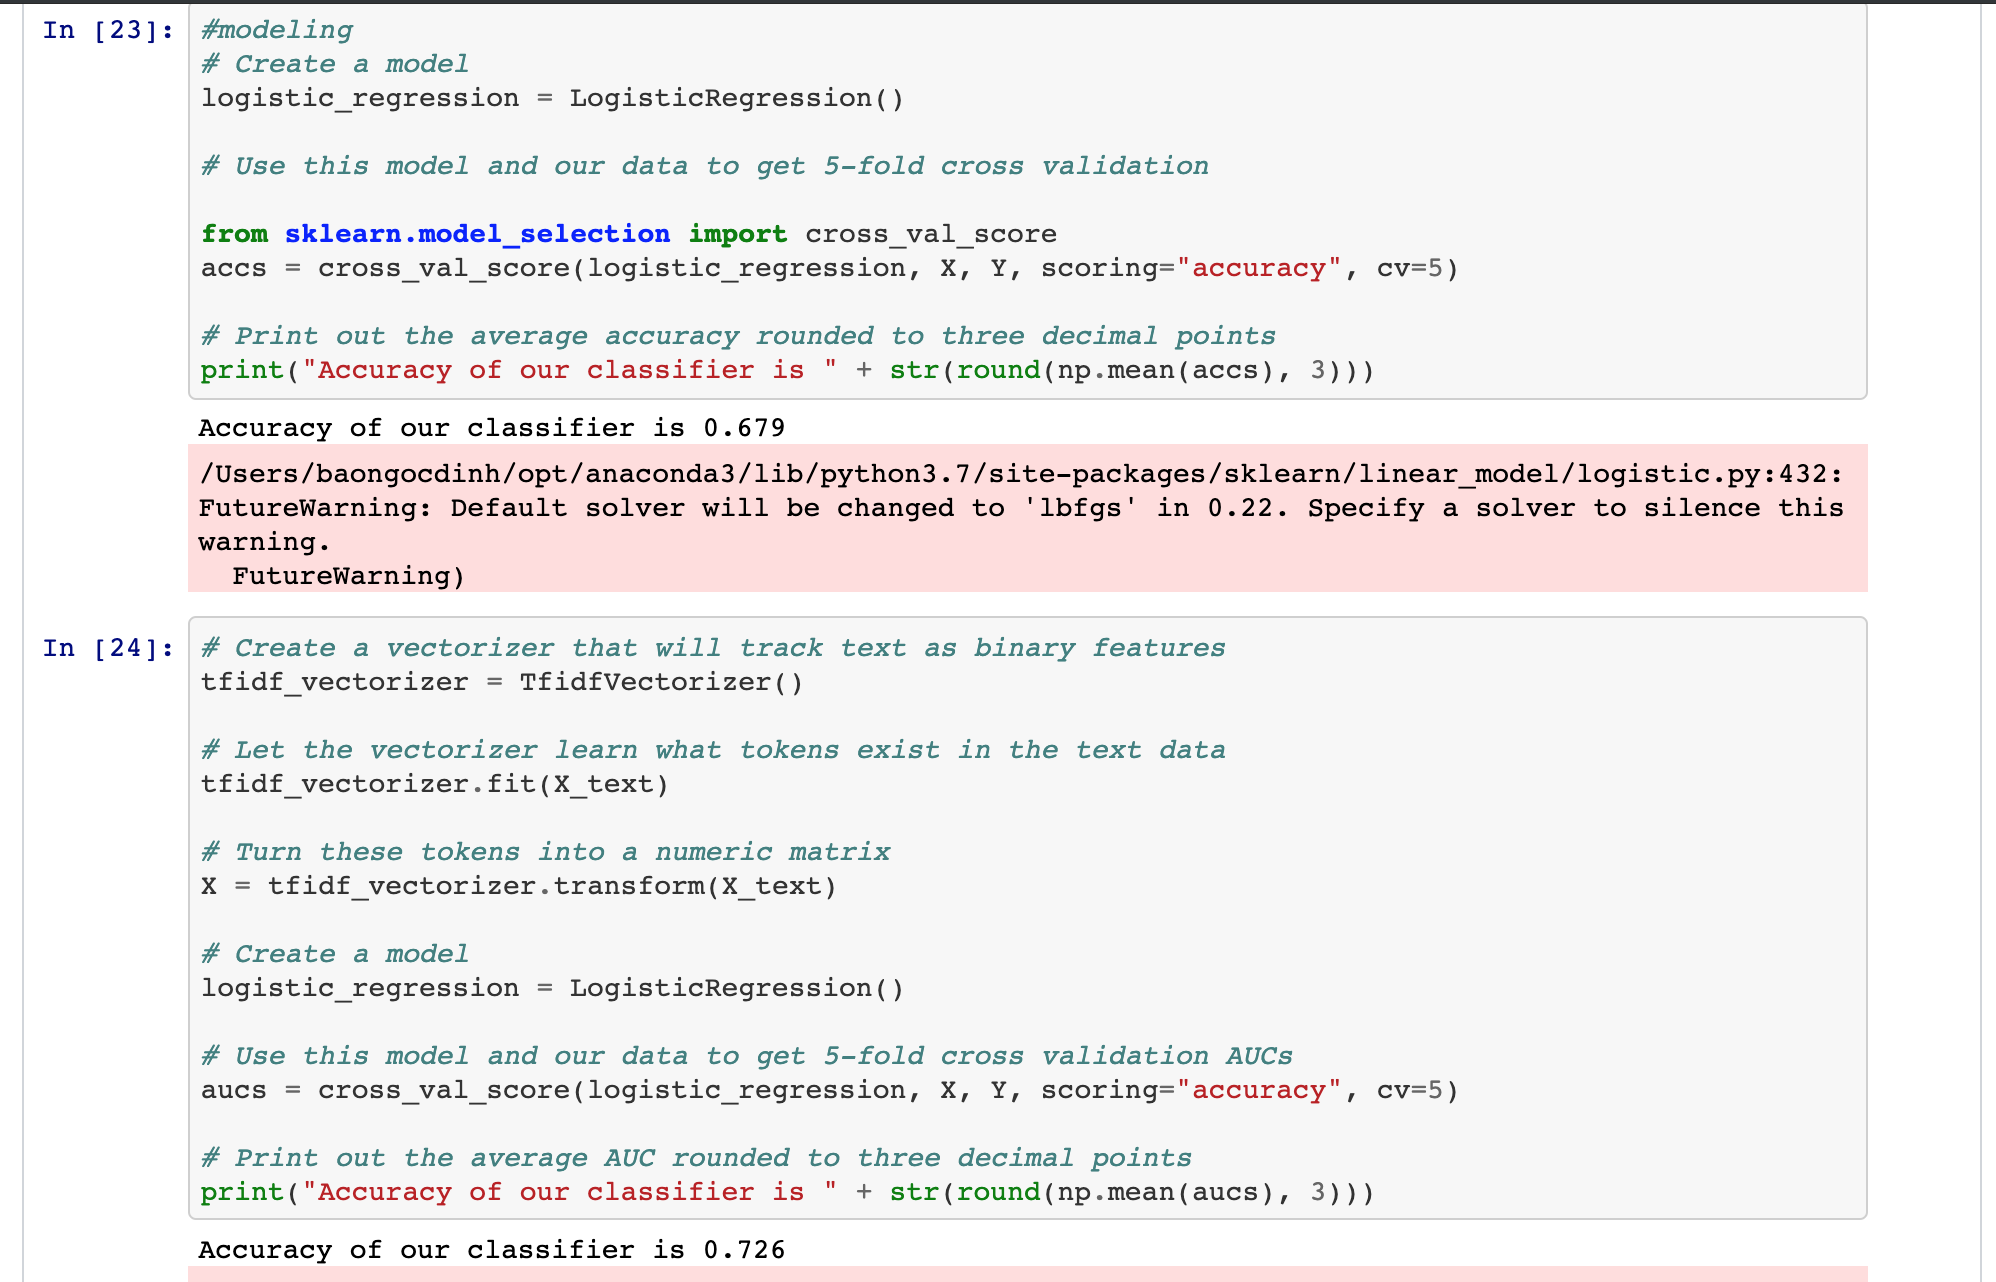 In [23]: #modeling
# Create a model
logistic_regression = LogisticRegression()
# Use this model and our data to get 5-fold cross validation
from sklearn.model_selection import cross_val_score
accs = cross_val_score(logistic_regression, X, Y, scoring="accuracy", cv=5)
# Print out the average accuracy rounded to three decimal points
print("Accuracy of our classifier is " + str(round(np.mean(accs), 3)))
Accuracy of our classifier is 0.679
/Users/baongocdinh/opt/anaconda3/lib/python3.7/site-packages/sklearn/linear_model/logistic.py:432:
FutureWarning: Default solver will be changed to 'lbfgs' in 0.22. Specify a solver to silence this
warning.
  FutureWarning)
In [24]: # Create a vectorizer that will track text as binary features
tfidf_vectorizer = TfidfVectorizer()
# Let the vectorizer learn what tokens exist in the text data
tfidf_vectorizer.fit(X_text)
# Turn these tokens into a numeric matrix
X = tfidf_vectorizer.transform(X_text)
# Create a model
logistic_regression = LogisticRegression()
# Use this model and our data to get 5-fold cross validation AUCs
aucs = cross_val_score(logistic_regression, X, Y, scoring="accuracy", cv=5)
# Print out the average AUC rounded to three decimal points
print("Accuracy of our classifier is " + str(round(np.mean(aucs), 3)))
Accuracy of our classifier is 0.726